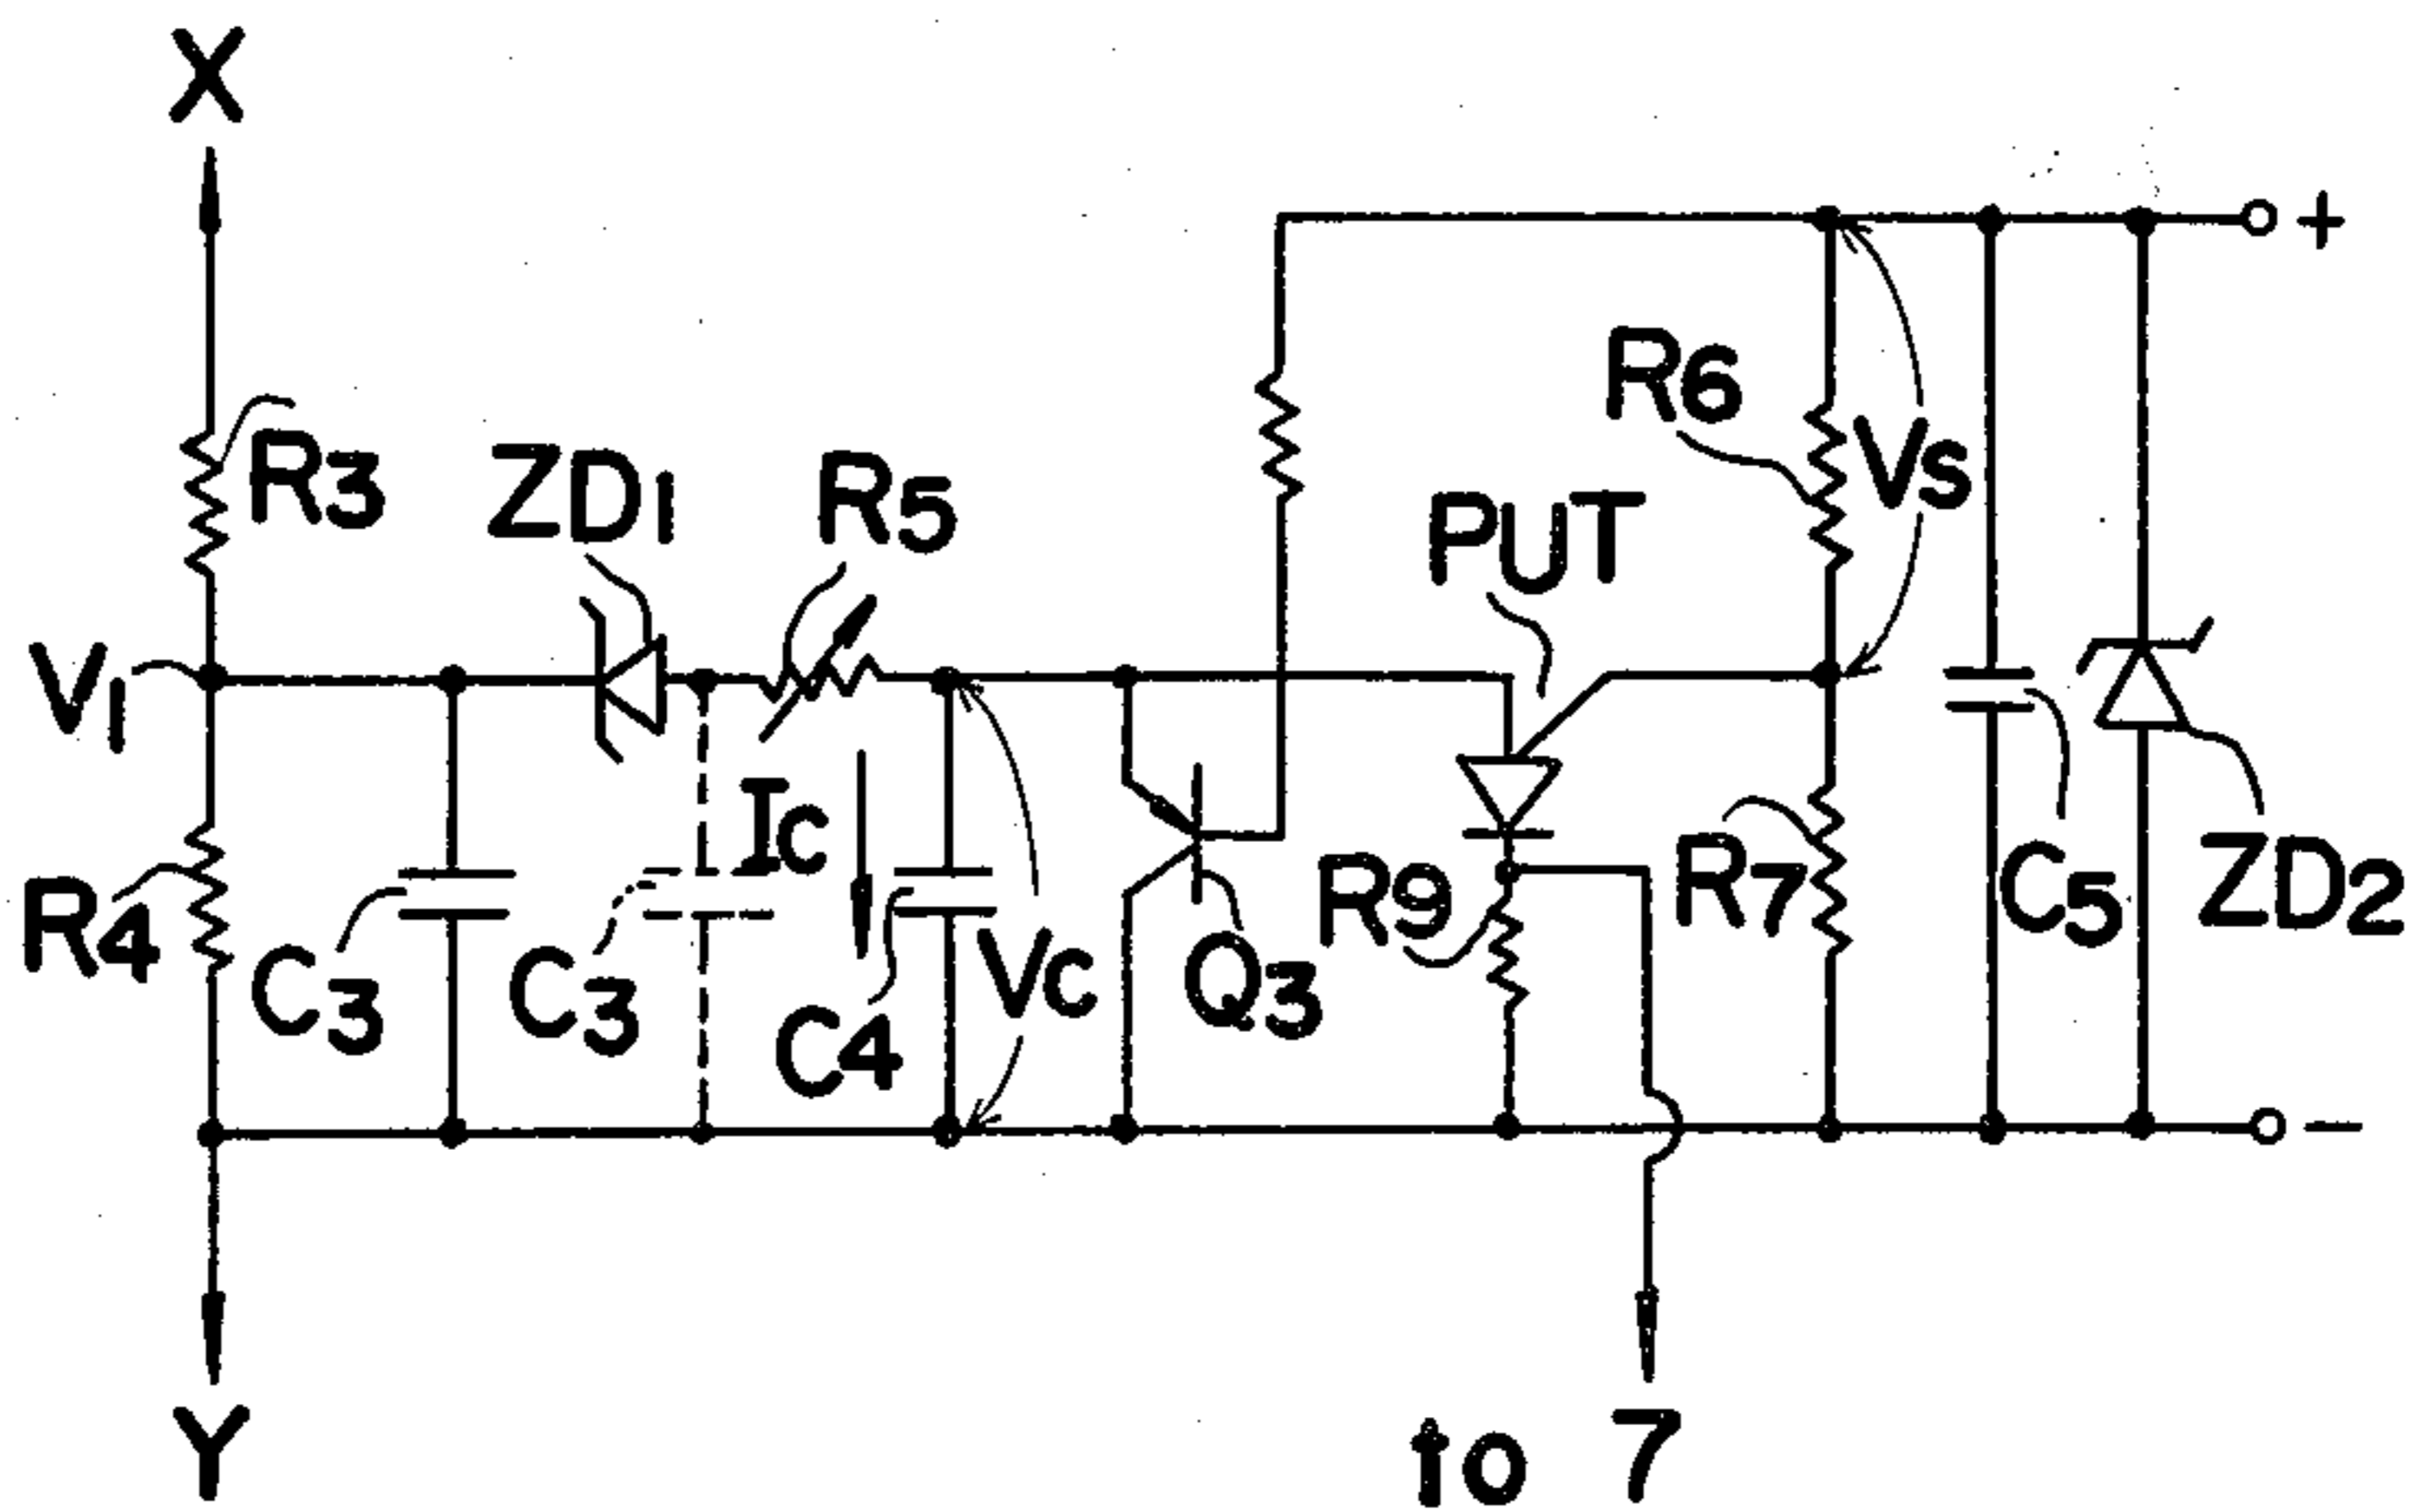 X
+
R6
Vs
R3
ZD1
R5
PUT
V1
Ic
R4
C3
C3
C4
Vc
Q3
R9
R7
C5
ZD2
−
Y
to 7